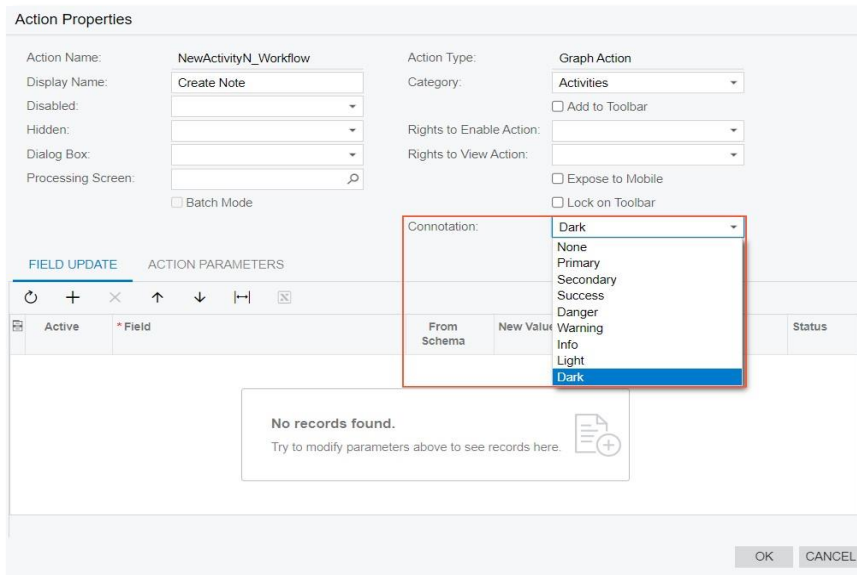 Action Properties
Action Name: NewActivityN_Workflow Action Type: Graph Action
Display Name: Create Note Category: Activities
Disabled: Add to Toolbar
Hidden: Rights to Enable Action:
Dialog Box: Rights to View Action:
Processing Screen: Expose to Mobile
Batch Mode Lock on Toolbar
Connotation: Dark
None
Primary
Secondary
Success
Danger
Warning
Info
Light
Dark
FIELD UPDATE ACTION PARAMETERS
Active * Field From Schema New Value Status
No records found.
Try to modify parameters above to see records here.
OK CANCEL